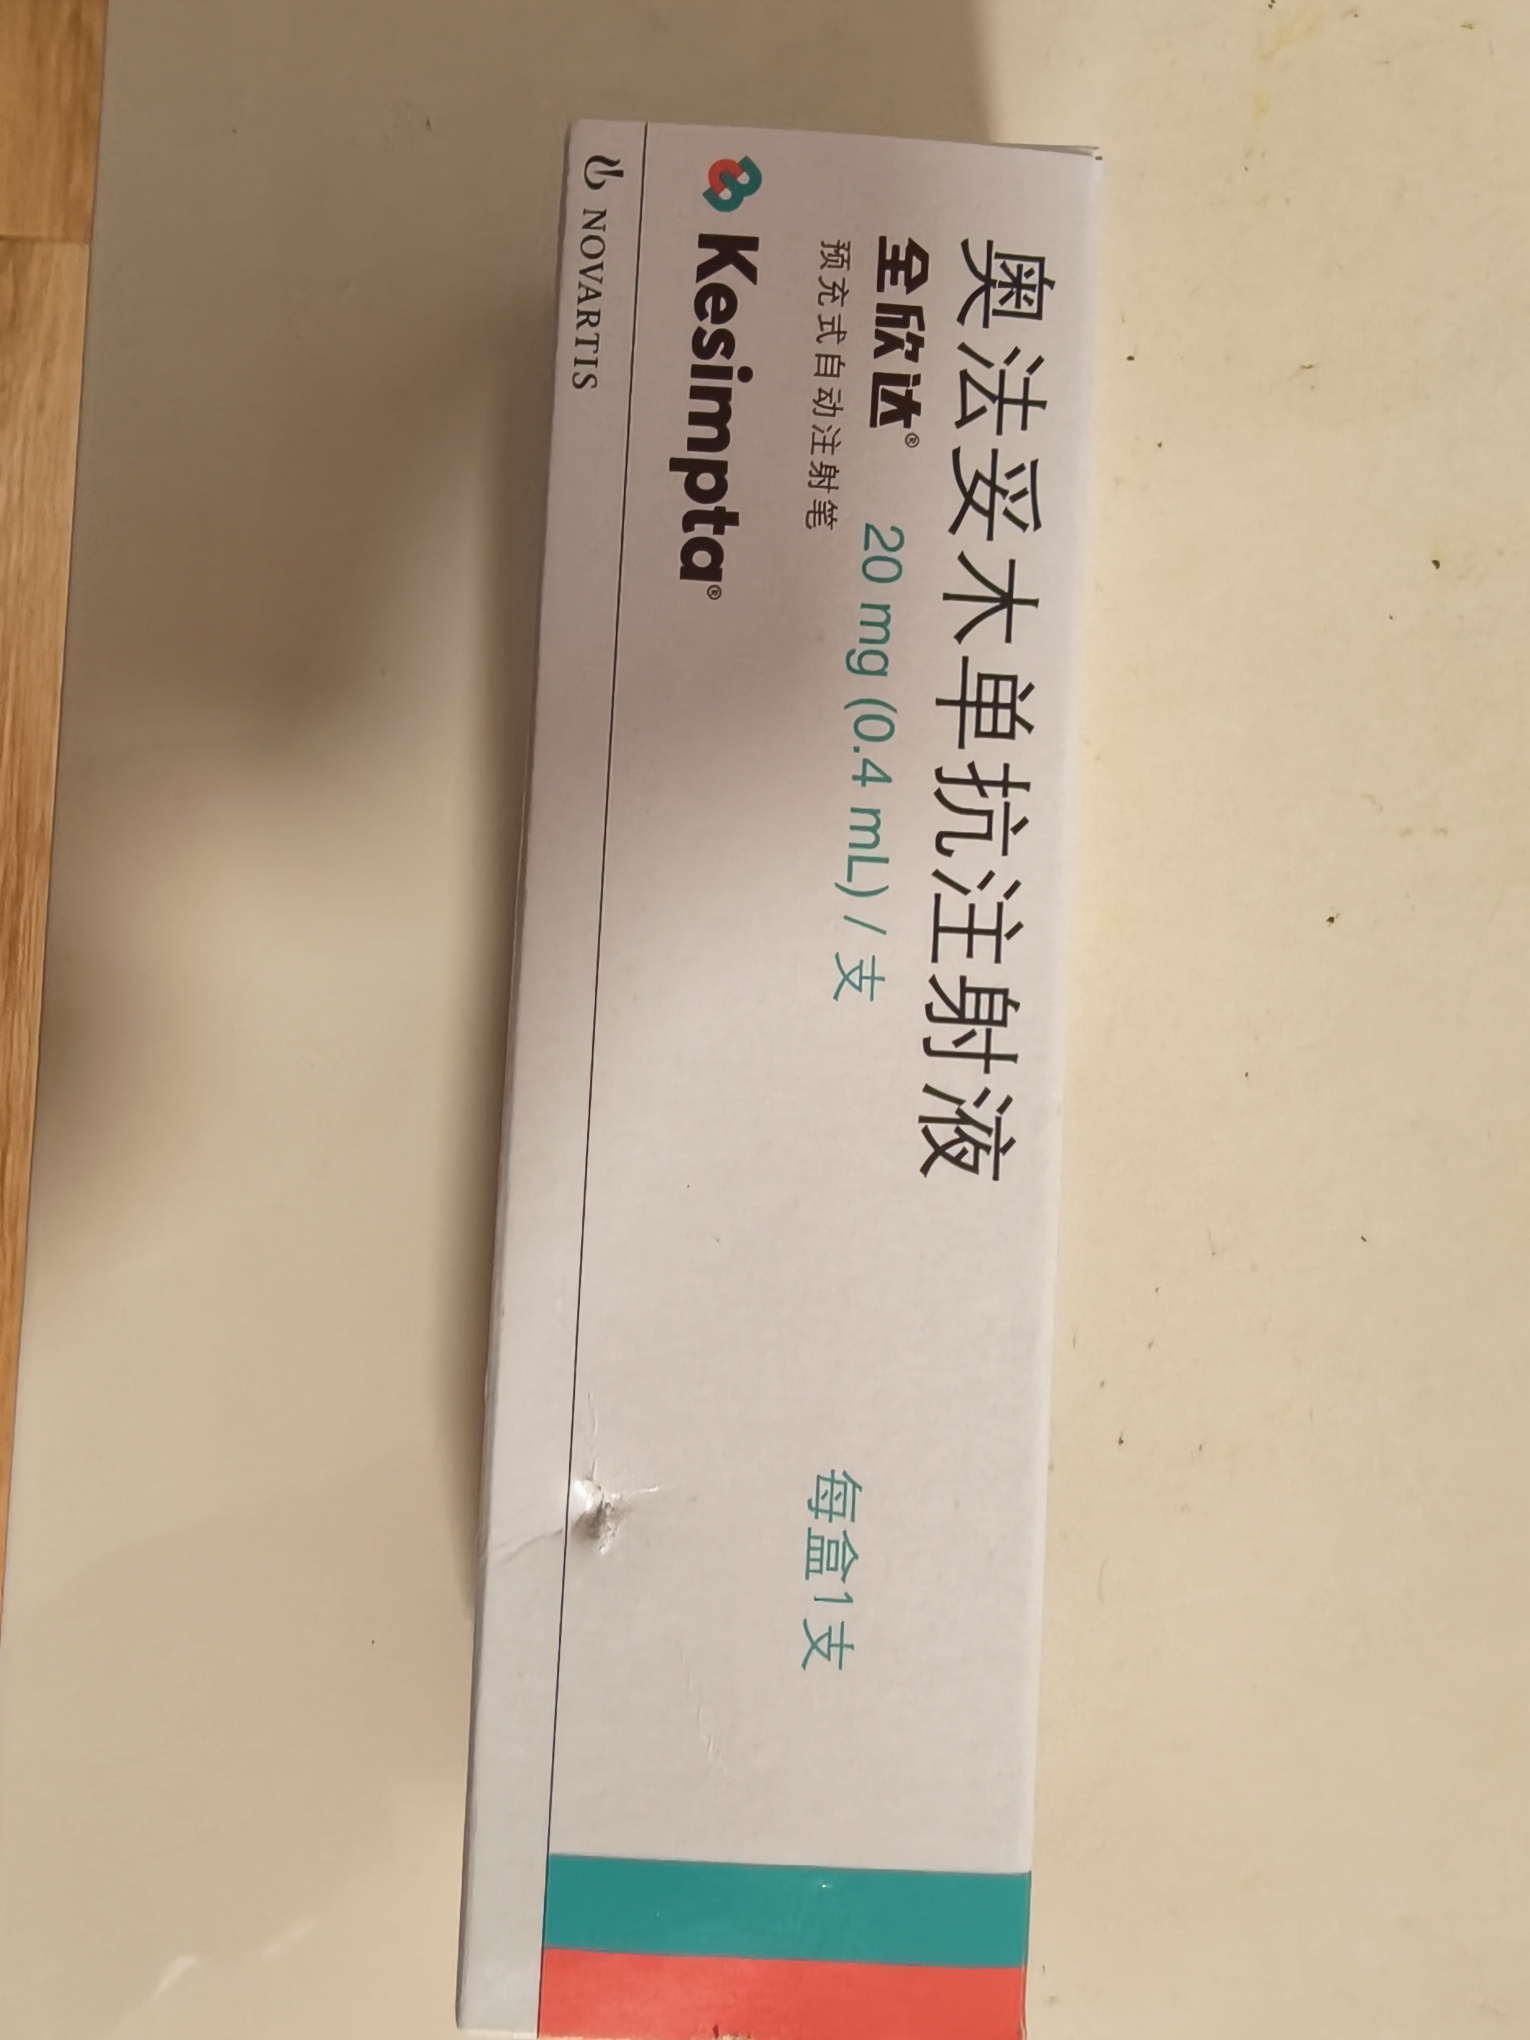 奥法妥木单抗注射液
全欣达® 20 mg (0.4 mL) / 支
预充式自动注射笔
每盒1支
Kesimpta®
NOVARTIS